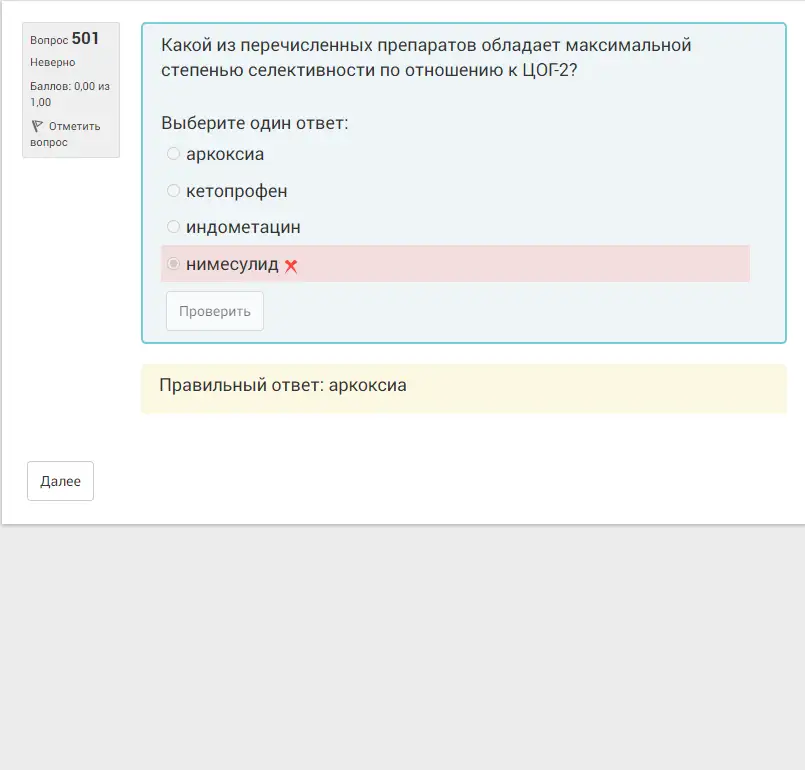 Вопрос 501
Неверно
Баллов: 0,00 из
1,00
Отметить
вопрос
Какой из перечисленных препаратов обладает максимальной
степенью селективности по отношению к ЦОГ-2?
Выберите один ответ:
аркоксиа
кетопрофен
индометацин
нимесулид
Проверить
Правильный ответ: аркоксиа
Далее